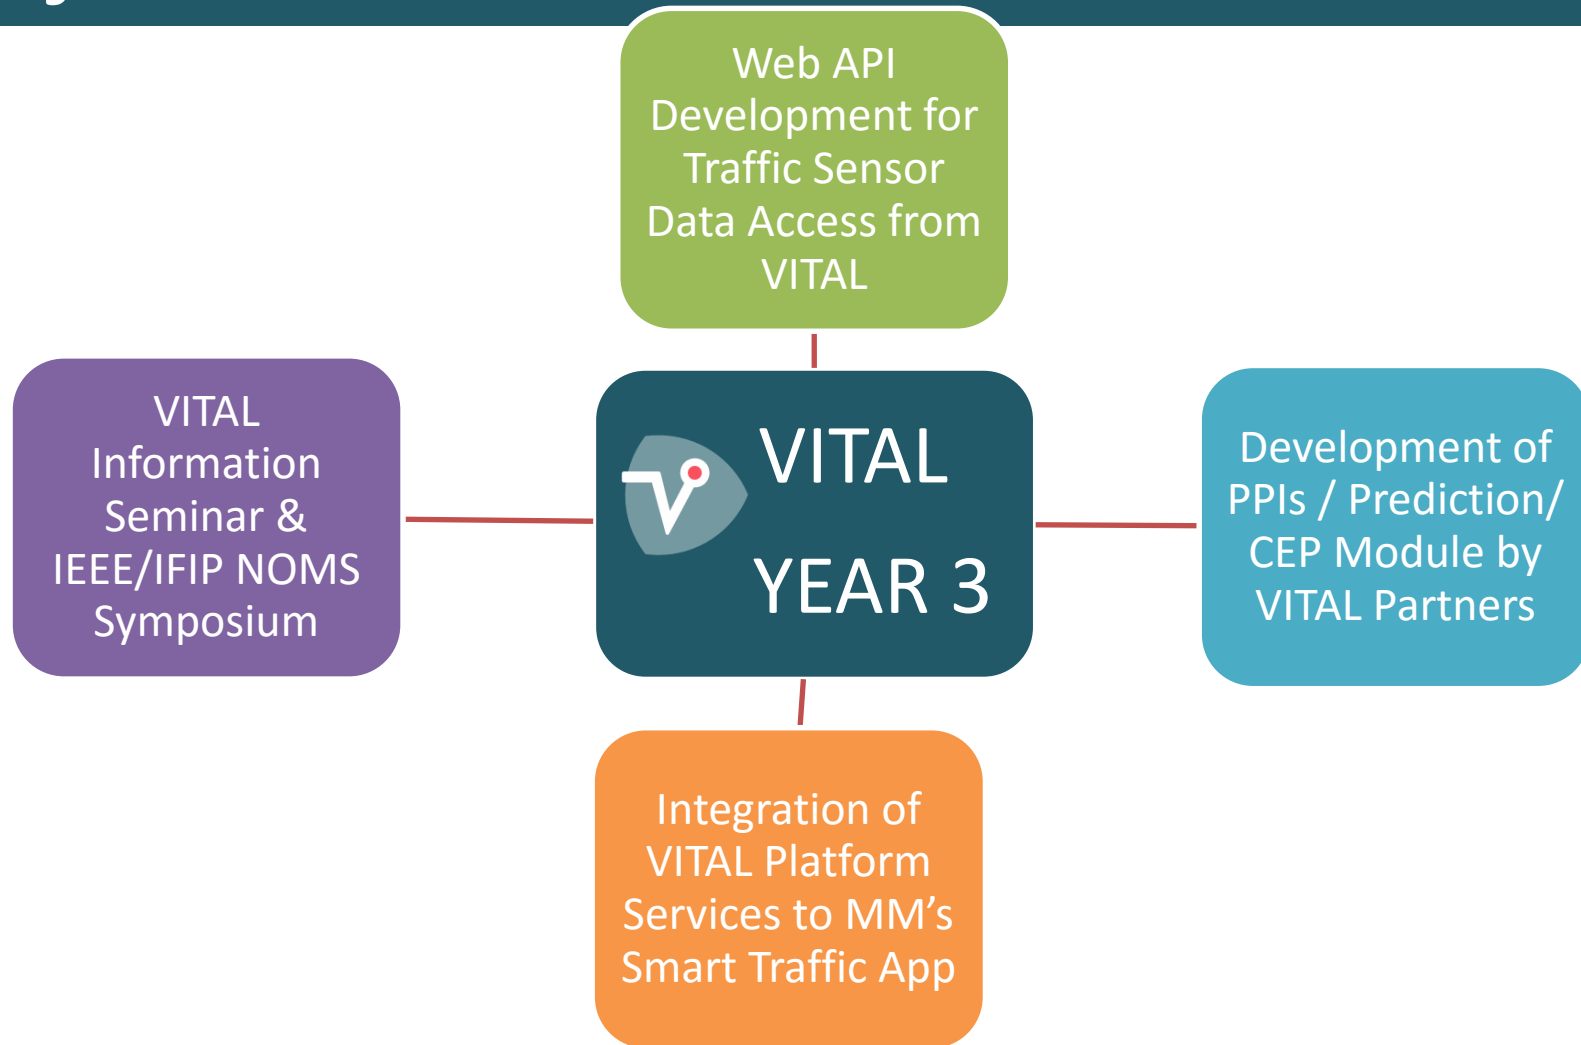 Web API
Development for
Traffic Sensor
Data Access from
VITAL
VITAL
Information
Seminar &
IEEE/IFIP NOMS
Symposium
VITAL
YEAR 3
Development of
PPIs / Prediction/
CEP Module by
VITAL Partners
Integration of
VITAL Platform
Services to MM’s
Smart Traffic App